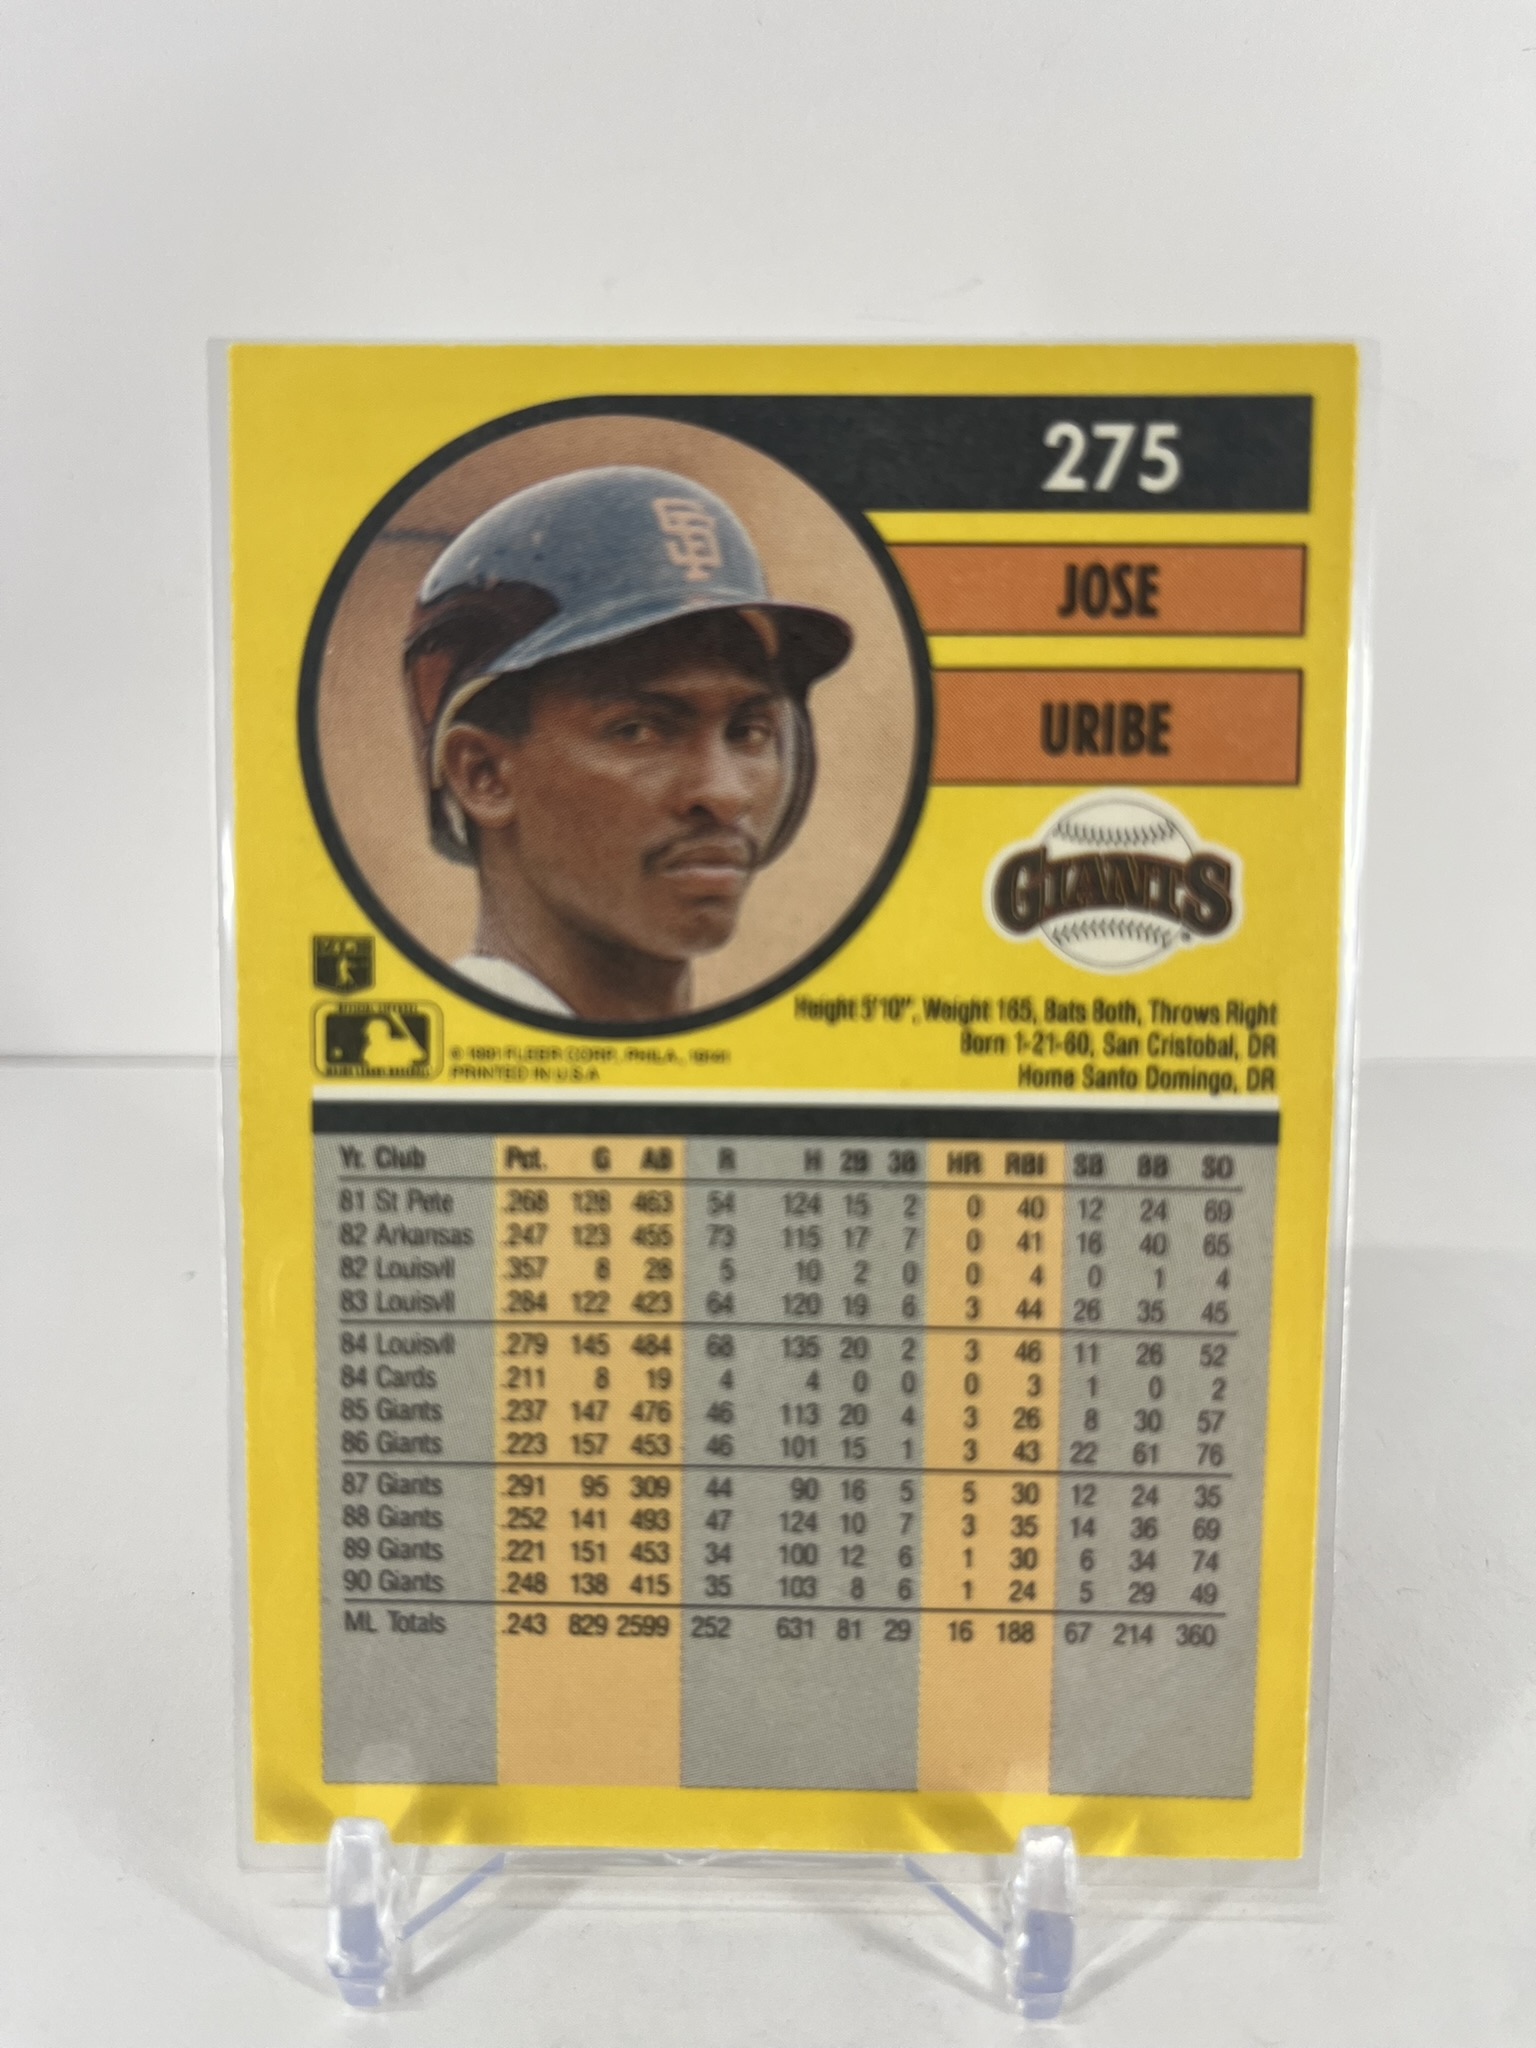 275
JOSE
URIBE
SF
GIANTS
Height 5'10", Weight 165, Bats Both, Throws Right
Born 1-21-60, San Cristobal, DR
Home Santo Domingo, DR
© 1991 FLEER CORP., PHILA., 19141
PRINTED IN U.S.A
Yr. Club Pct. G AB R H 2B 3B HR RBI SB BB SO
81 St Pete .268 128 463 54 124 15 2 0 40 12 24 69
82 Arkansas .247 123 455 73 115 17 7 0 41 16 40 65
82 Louisvll .357 8 28 5 10 2 0 0 4 0 1 4
83 Louisvll .284 122 423 64 120 19 6 3 44 26 35 45
84 Louisvll .279 145 484 68 135 20 2 3 46 11 26 52
84 Cards .211 8 19 4 4 0 0 0 3 1 0 2
85 Giants .237 147 476 46 113 20 4 3 26 8 30 57
86 Giants .223 157 453 46 101 15 1 3 43 22 61 76
87 Giants .291 95 309 44 90 16 5 5 30 12 24 35
88 Giants .252 141 493 47 124 10 7 3 35 14 36 69
89 Giants .221 151 453 34 100 12 6 1 30 6 34 74
90 Giants .248 138 415 35 103 8 6 1 24 5 29 49
ML Totals .243 829 2599 252 631 81 29 16 188 67 214 360